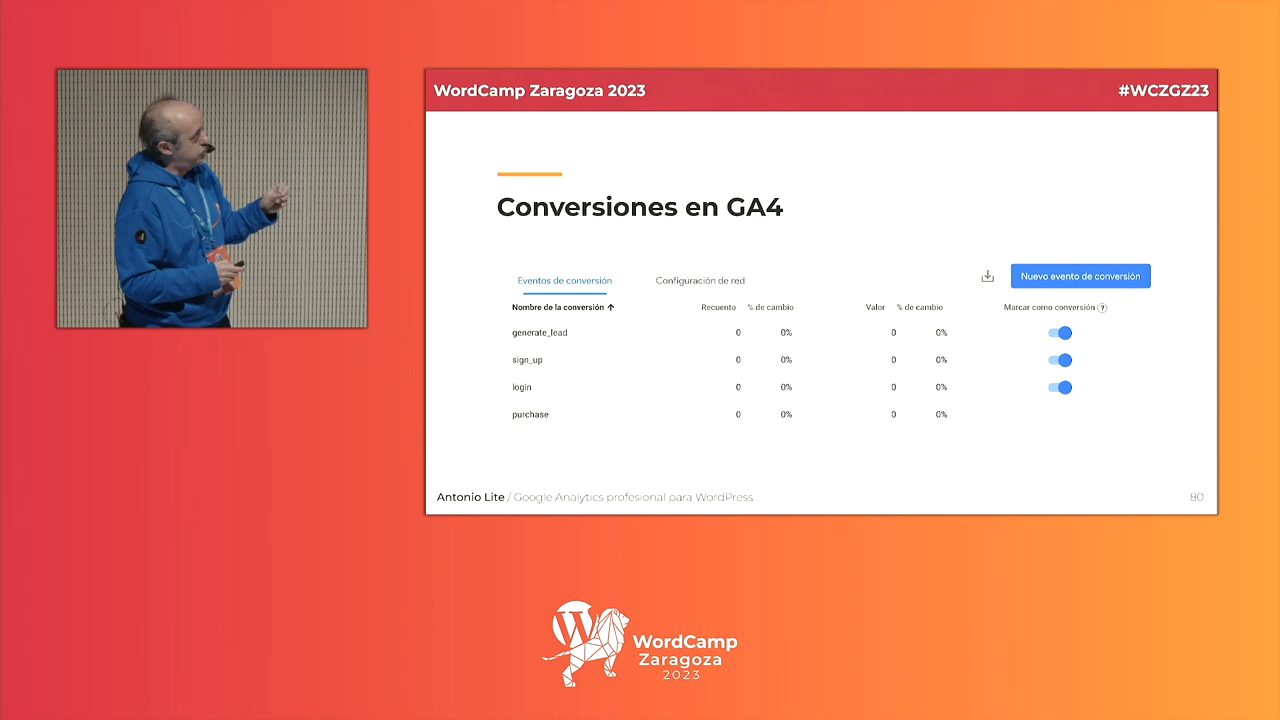 WordCamp Zaragoza 2023 #WCZGZ23
Conversiones en GA4
Eventos de conversión Configuración de red Nuevo evento de conversión
Nombre de la conversión Recuento % de cambio Valor % de cambio Marcar como conversión ?
generate_lead 0 0% 0 0%
sign_up 0 0% 0 0%
login 0 0% 0 0%
purchase 0 0% 0 0%
Antonio Lite / Google Analytics profesional para WordPress 80
WordCamp
Zaragoza
2023